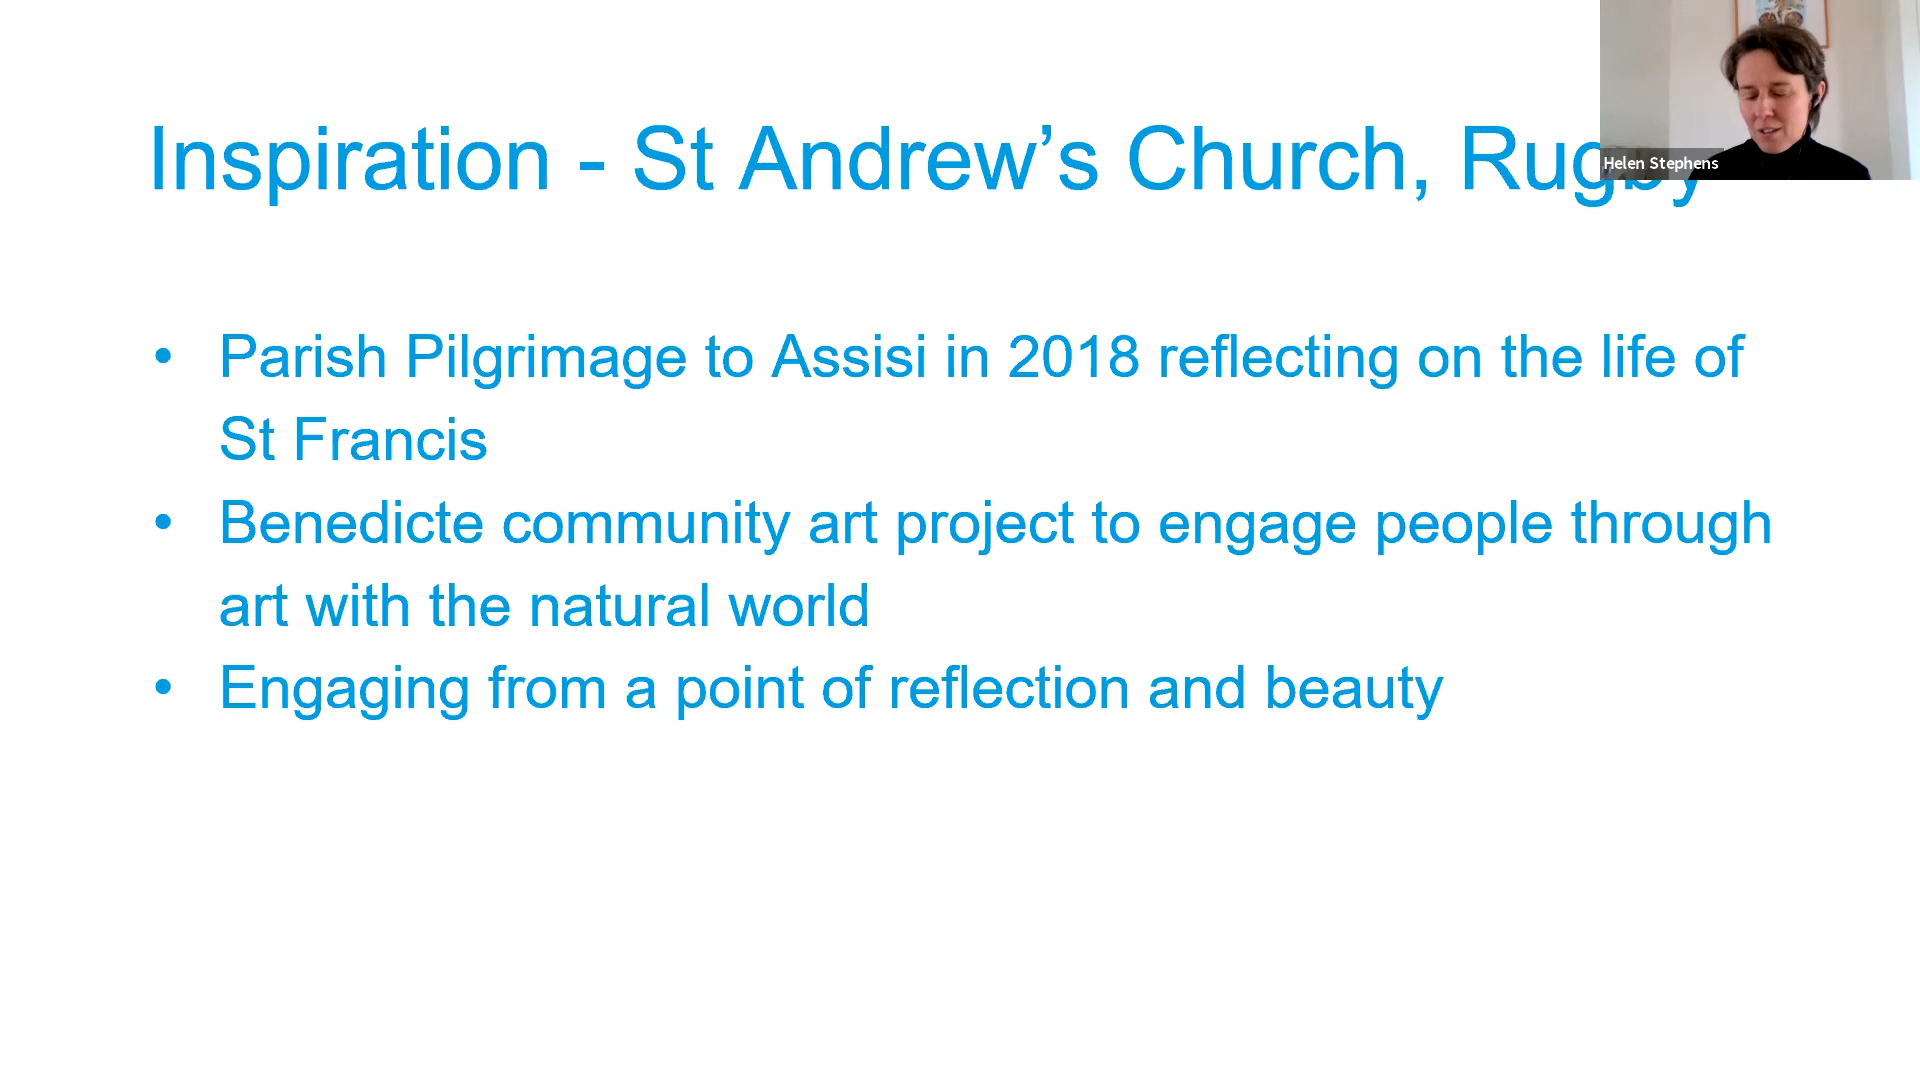 Inspiration - St Andrew’s Church, Rugby
Helen Stephens
• Parish Pilgrimage to Assisi in 2018 reflecting on the life of
St Francis
• Benedicte community art project to engage people through
art with the natural world
• Engaging from a point of reflection and beauty